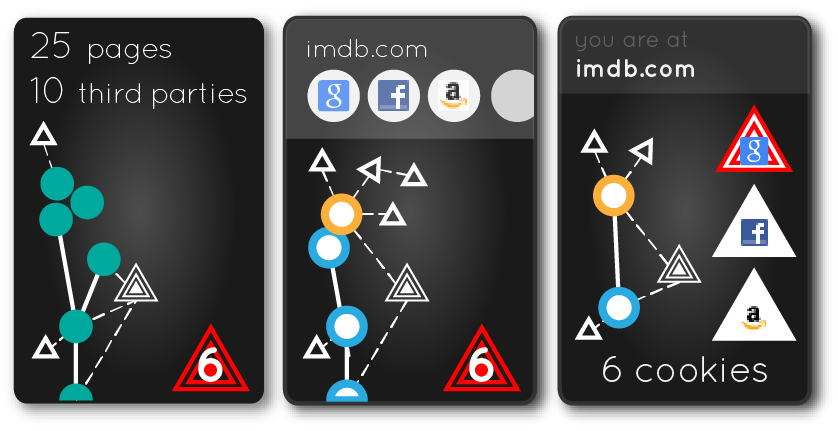 25 pages
10 third parties
6
imdb.com
g f a
6
you are at
imdb.com
g
f
a
6 cookies